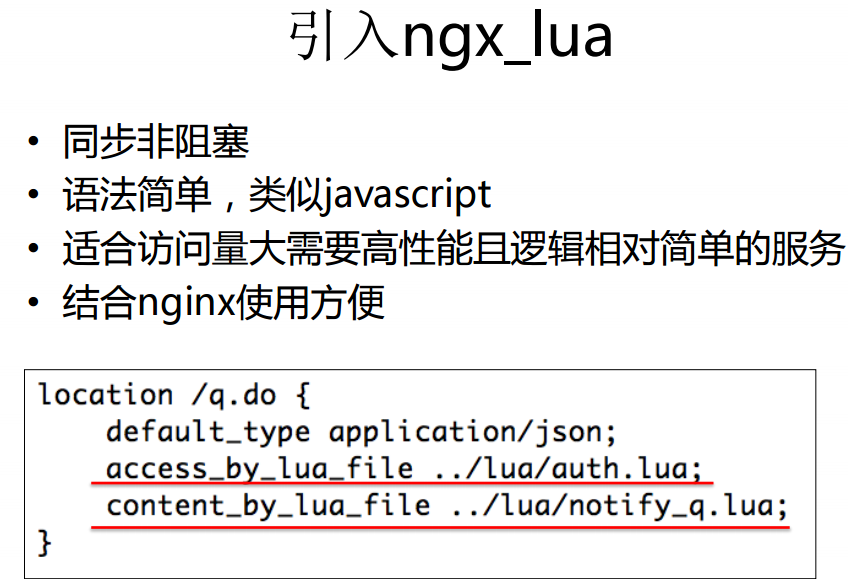 引入ngx_lua
• 同步非阻塞
• 语法简单，类似javascript
• 适合访问量大需要高性能且逻辑相对简单的服务
• 结合nginx使用方便
location /q.do {
    default_type application/json;
    access_by_lua_file ../lua/auth.lua;
    content_by_lua_file ../lua/notify_q.lua;
}